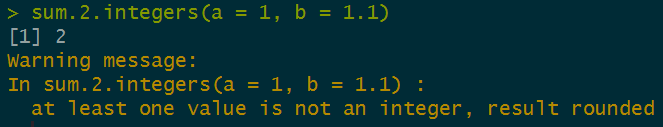 > sum.2.integers(a = 1, b = 1.1)
[1] 2
Warning message:
In sum.2.integers(a = 1, b = 1.1) :
  at least one value is not an integer, result rounded